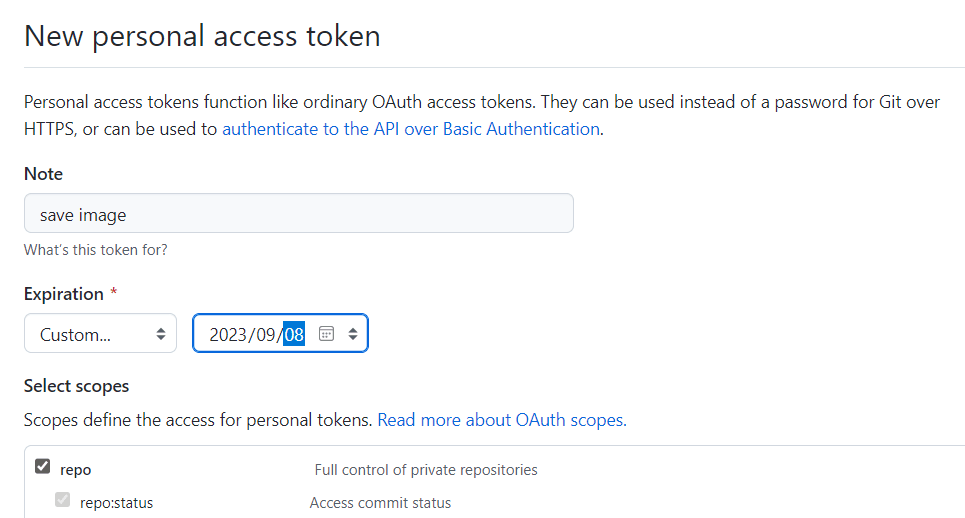 New personal access token
Personal access tokens function like ordinary OAuth access tokens. They can be used instead of a password for Git over
HTTPS, or can be used to authenticate to the API over Basic Authentication.
Note
save image
What's this token for?
Expiration *
Custom... 2023/09/08
Select scopes
Scopes define the access for personal tokens. Read more about OAuth scopes.
repo Full control of private repositories
repo:status Access commit status